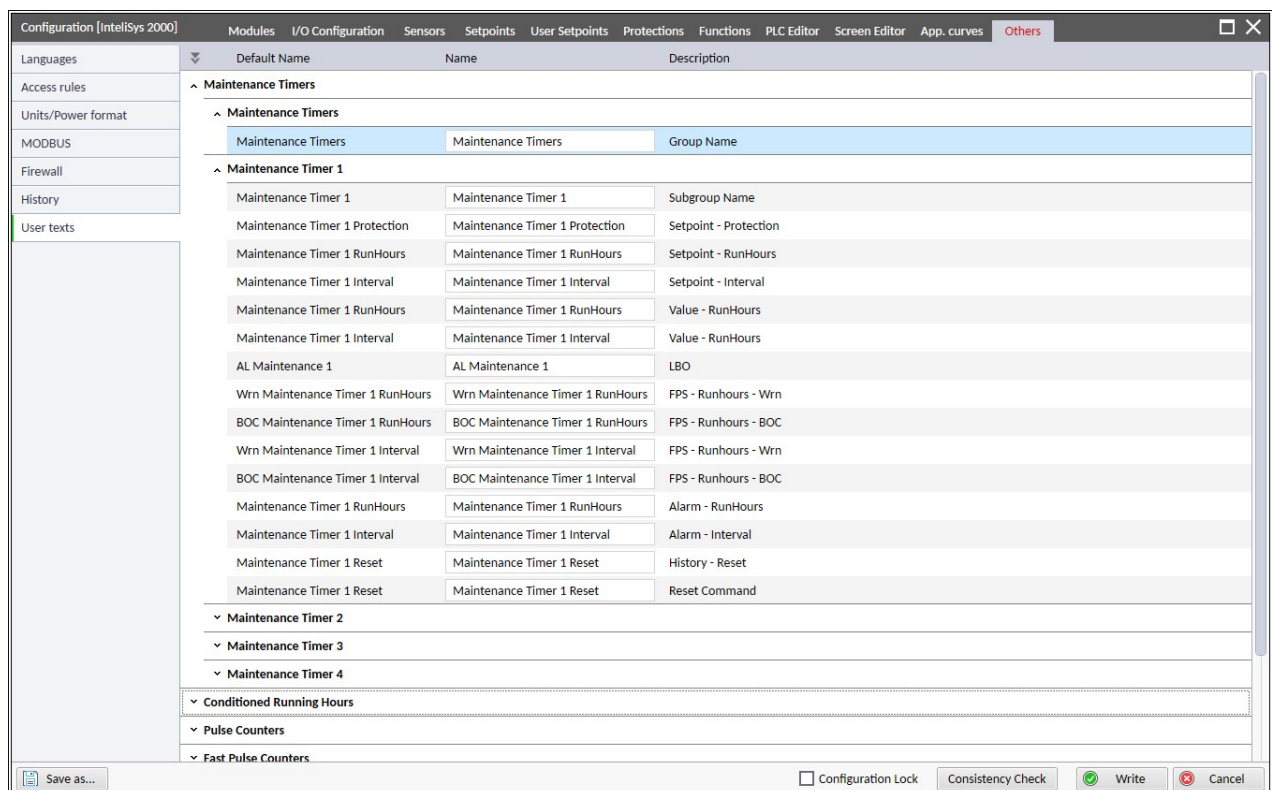 Configuration [InteliSys 2000] Modules I/O Configuration Sensors Setpoints User Setpoints Protections Functions PLC Editor Screen Editor App. curves Others
Languages
Access rules
Units/Power format
MODBUS
Firewall
History
User texts
Default Name Name Description
Maintenance Timers
Maintenance Timers
Maintenance Timers Maintenance Timers Group Name
Maintenance Timer 1
Maintenance Timer 1 Maintenance Timer 1 Subgroup Name
Maintenance Timer 1 Protection Maintenance Timer 1 Protection Setpoint - Protection
Maintenance Timer 1 RunHours Maintenance Timer 1 RunHours Setpoint - RunHours
Maintenance Timer 1 Interval Maintenance Timer 1 Interval Setpoint - Interval
Maintenance Timer 1 RunHours Maintenance Timer 1 RunHours Value - RunHours
Maintenance Timer 1 Interval Maintenance Timer 1 Interval Value - RunHours
AL Maintenance 1 AL Maintenance 1 LBO
Wrn Maintenance Timer 1 RunHours Wrn Maintenance Timer 1 RunHours FPS - Runhours - Wrn
BOC Maintenance Timer 1 RunHours BOC Maintenance Timer 1 RunHours FPS - Runhours - BOC
Wrn Maintenance Timer 1 Interval Wrn Maintenance Timer 1 Interval FPS - Runhours - Wrn
BOC Maintenance Timer 1 Interval BOC Maintenance Timer 1 Interval FPS - Runhours - BOC
Maintenance Timer 1 RunHours Maintenance Timer 1 RunHours Alarm - RunHours
Maintenance Timer 1 Interval Maintenance Timer 1 Interval Alarm - Interval
Maintenance Timer 1 Reset Maintenance Timer 1 Reset History - Reset
Maintenance Timer 1 Reset Maintenance Timer 1 Reset Reset Command
Maintenance Timer 2
Maintenance Timer 3
Maintenance Timer 4
Conditioned Running Hours
Pulse Counters
Fast Pulse Counters
Save as... Configuration Lock Consistency Check Write Cancel